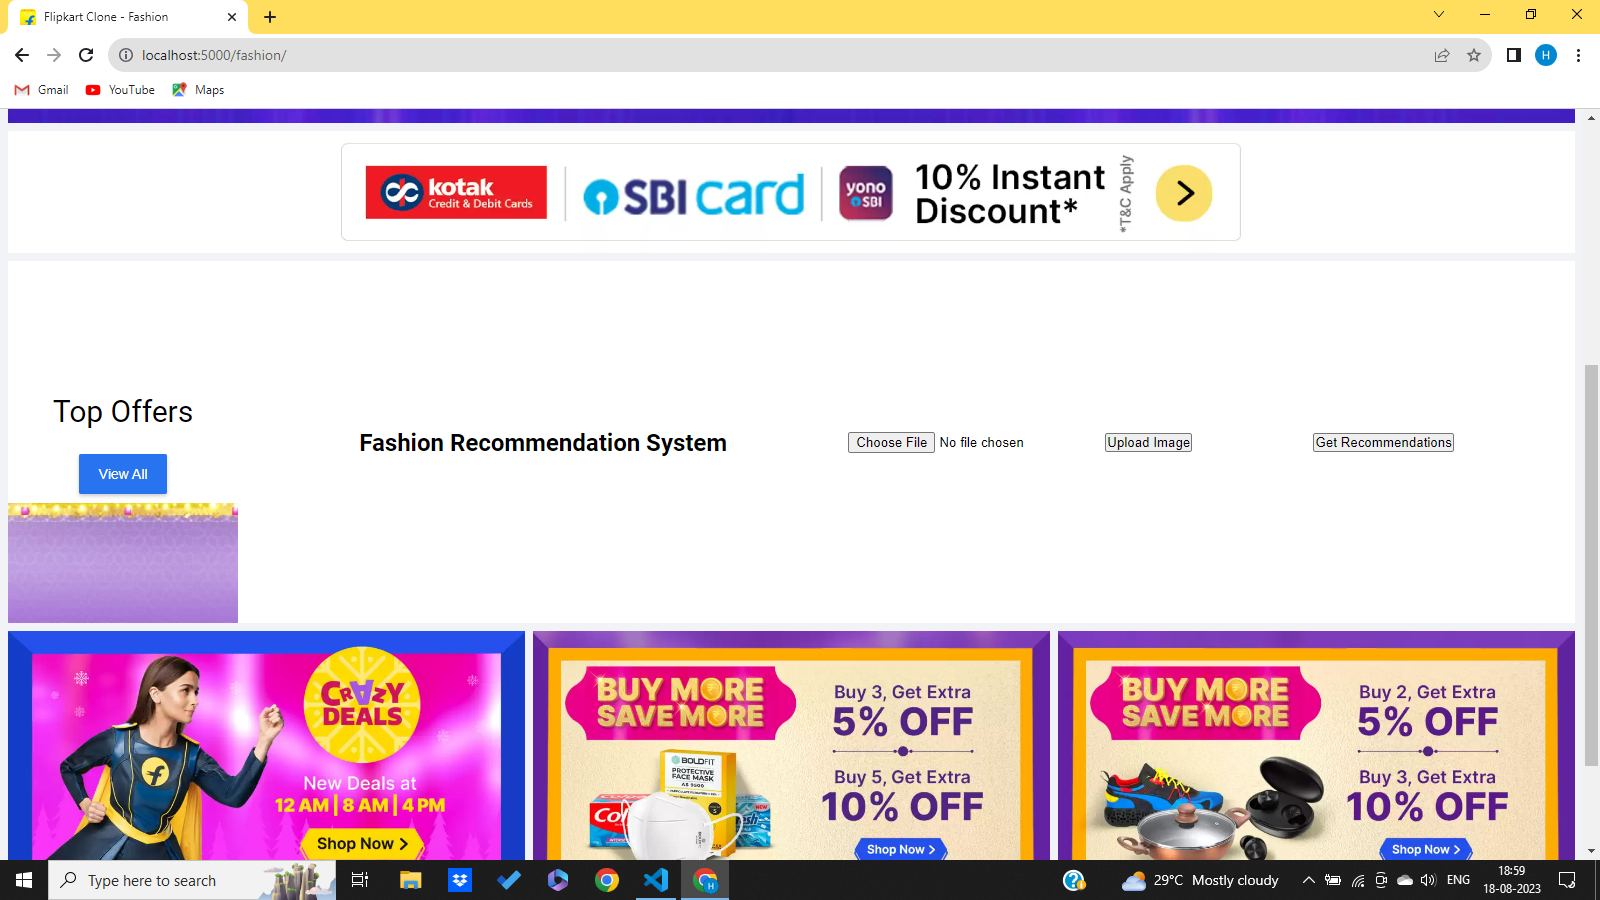 Flipkart Clone - Fashion
localhost:5000/fashion/
H
Gmail
YouTube
Maps
kotak
Credit & Debit Cards
SBI card
yono
SBI
10% Instant
Discount*
*T&C Apply
Top Offers
View All
Fashion Recommendation System
Choose File No file chosen
Upload Image
Get Recommendations
CRAZY
DEALS
New Deals at
12 AM | 8 AM | 4 PM
Shop Now
BUY MORE
SAVE MORE
Buy 3, Get Extra
5% OFF
Buy 5, Get Extra
10% OFF
Shop Now
BOLDFIT
PROTECTIVE
FACE MASK
NEW
BUY MORE
SAVE MORE
Buy 2, Get Extra
5% OFF
Buy 3, Get Extra
10% OFF
Shop Now
Type here to search
29°C Mostly cloudy
ENG
18:59
18-08-2023